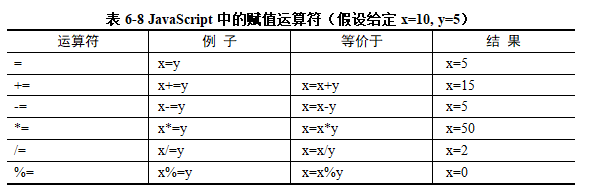 表 6-8 JavaScript 中的赋值运算符（假设给定 x=10, y=5）
运算符 例 子 等价于 结 果
= x=y x=5
+= x+=y x=x+y x=15
-= x-=y x=x-y x=5
*= x*=y x=x*y x=50
/= x/=y x=x/y x=2
%= x%=y x=x%y x=0